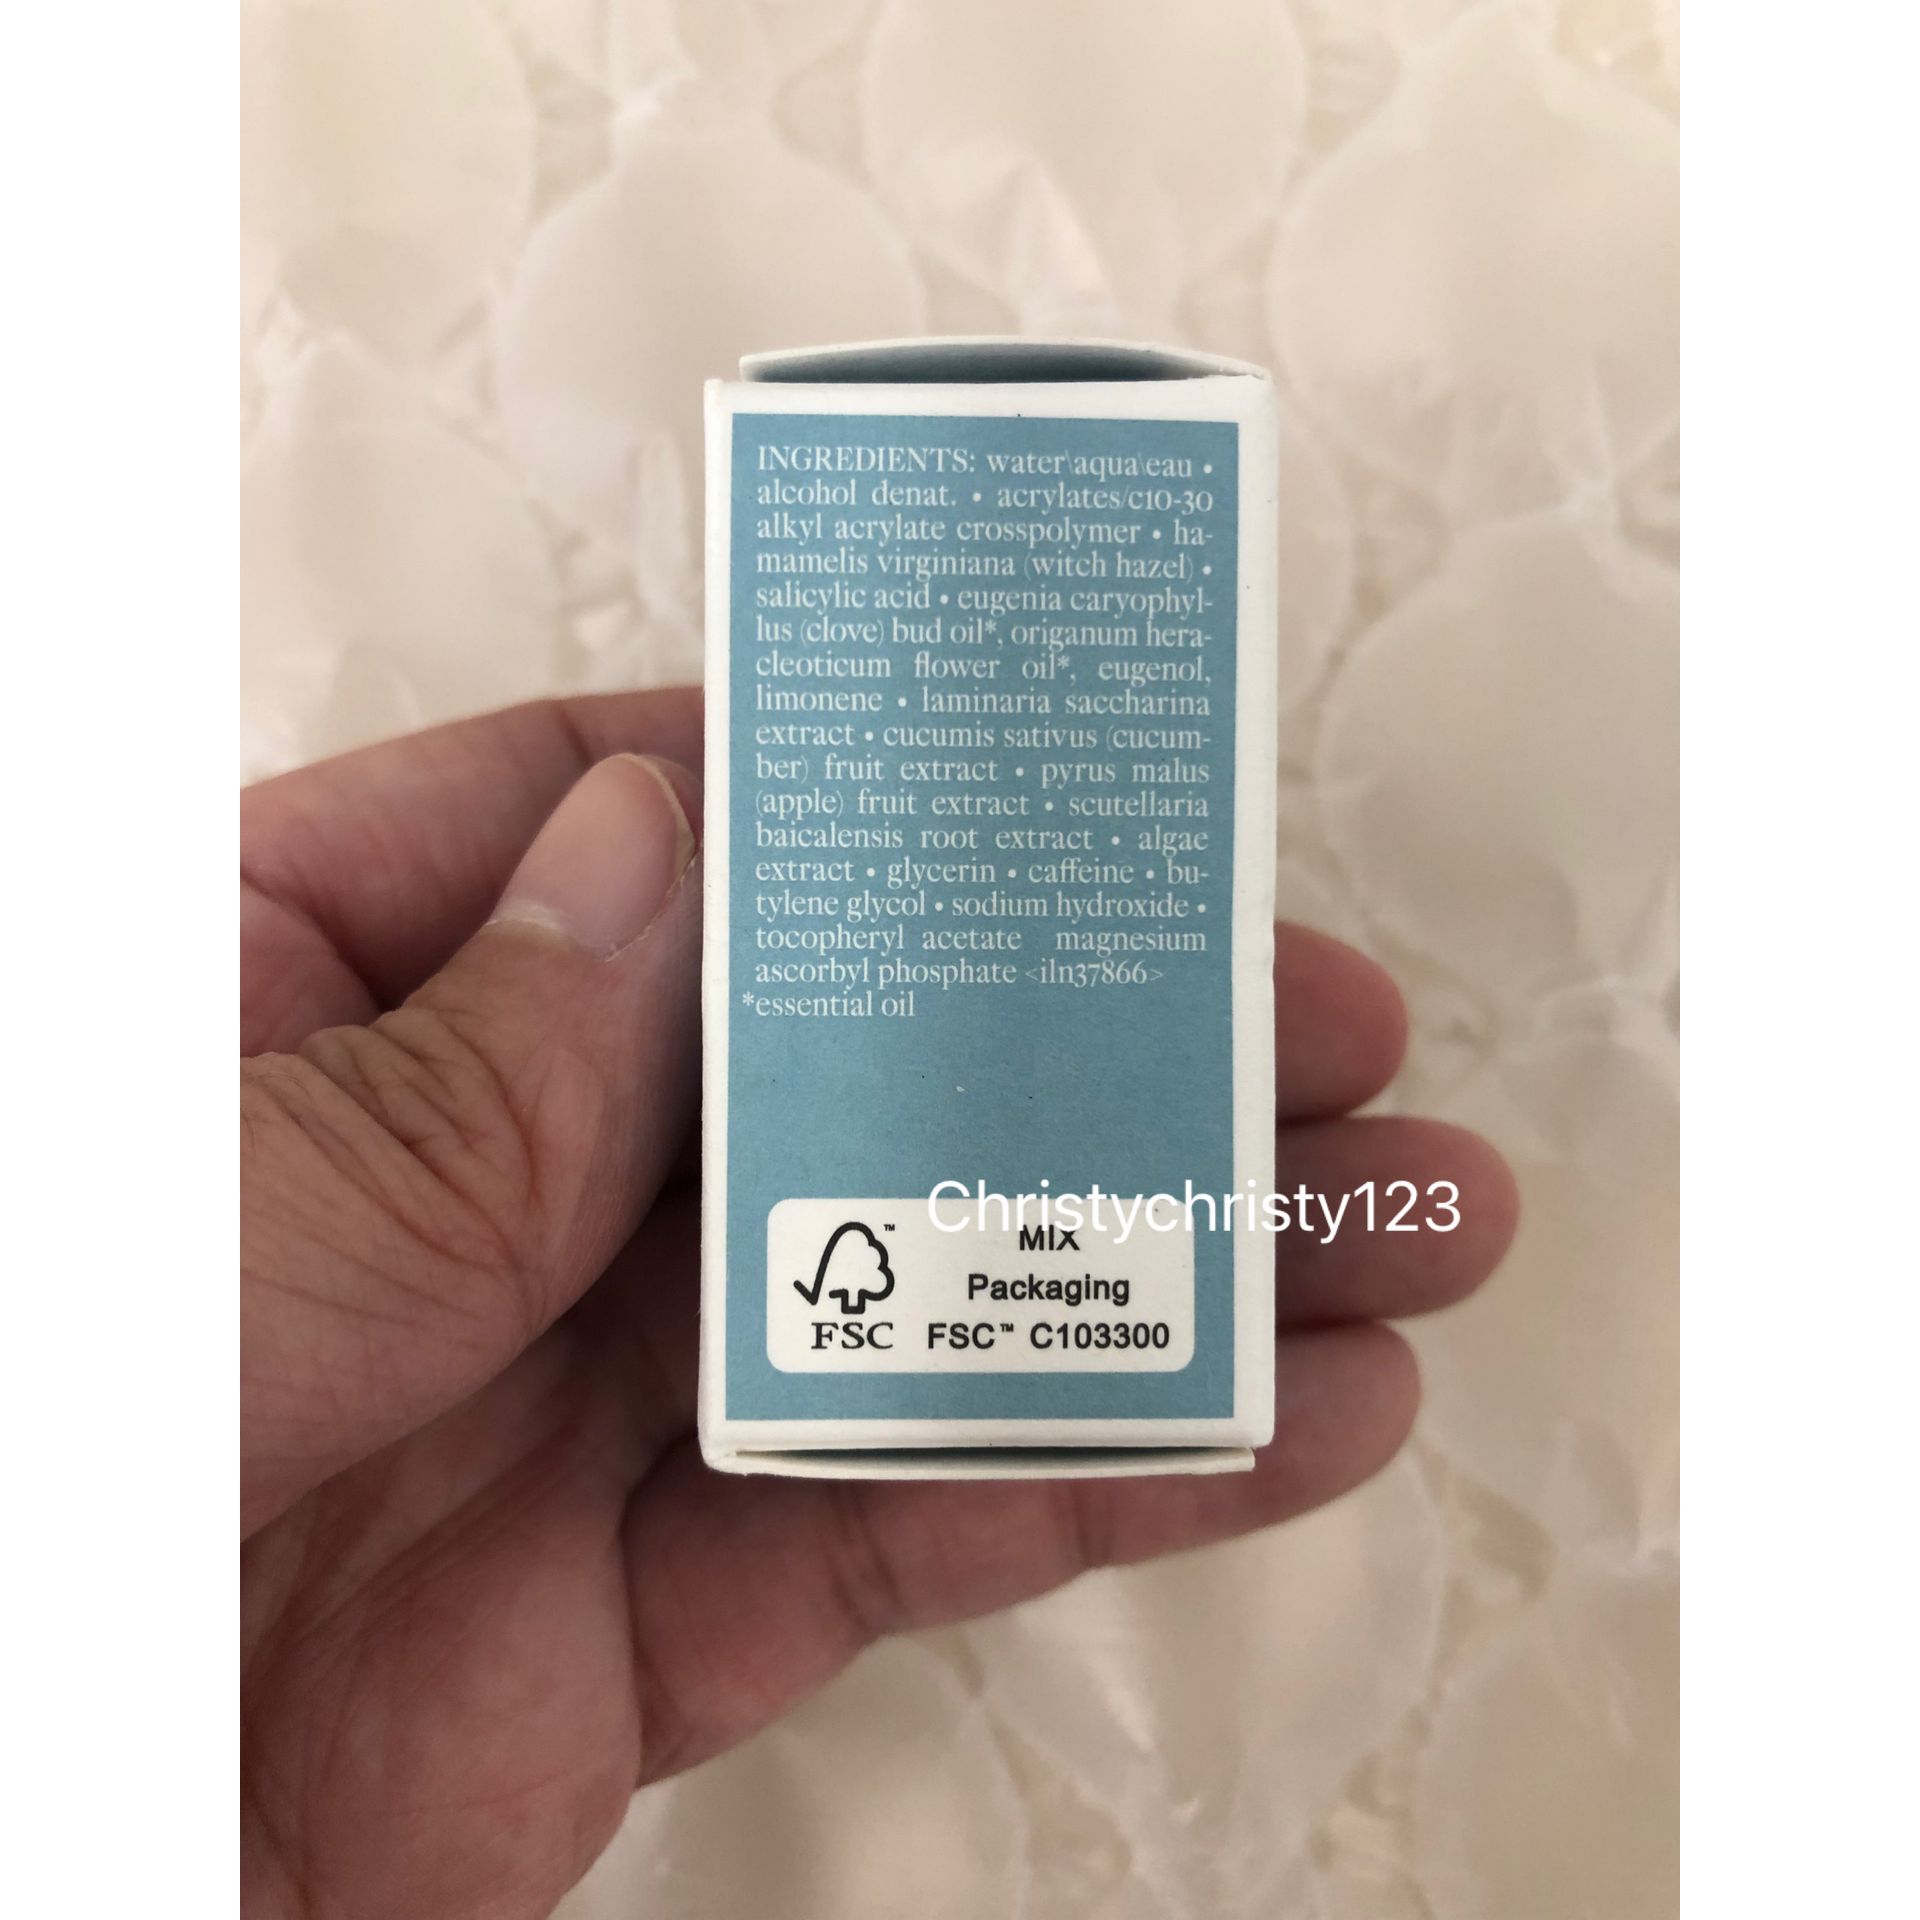 INGREDIENTS: water\aqua\eau •
alcohol denat. • acrylates/c10-30
alkyl acrylate crosspolymer • ha-
mamelis virginiana (witch hazel) •
salicylic acid • eugenia caryophyl-
lus (clove) bud oil*, origanum hera-
cleoticum flower oil*, eugenol,
limonene • laminaria saccharina
extract • cucumis sativus (cucum-
ber) fruit extract • pyrus malus
(apple) fruit extract • scutellaria
baicalensis root extract • algae
extract • glycerin • caffeine • bu-
tylene glycol • sodium hydroxide •
tocopheryl acetate magnesium
ascorbyl phosphate <iln37866>
*essential oil
Christychristy123
MIX
Packaging
FSC™ C103300
™
FSC